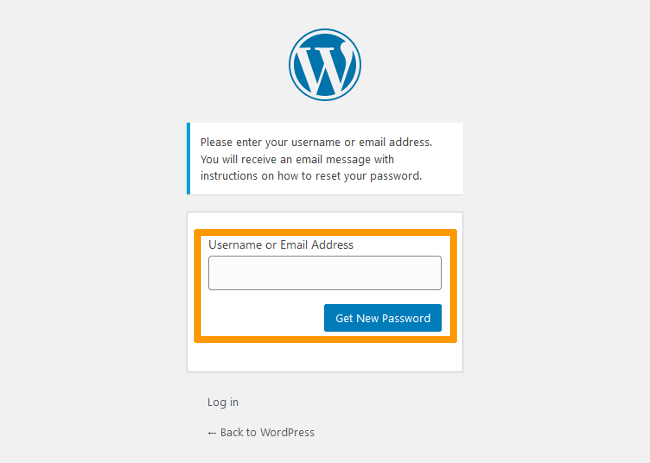 Please enter your username or email address.
You will receive an email message with
instructions on how to reset your password.
Username or Email Address
Get New Password
Log in
← Back to WordPress